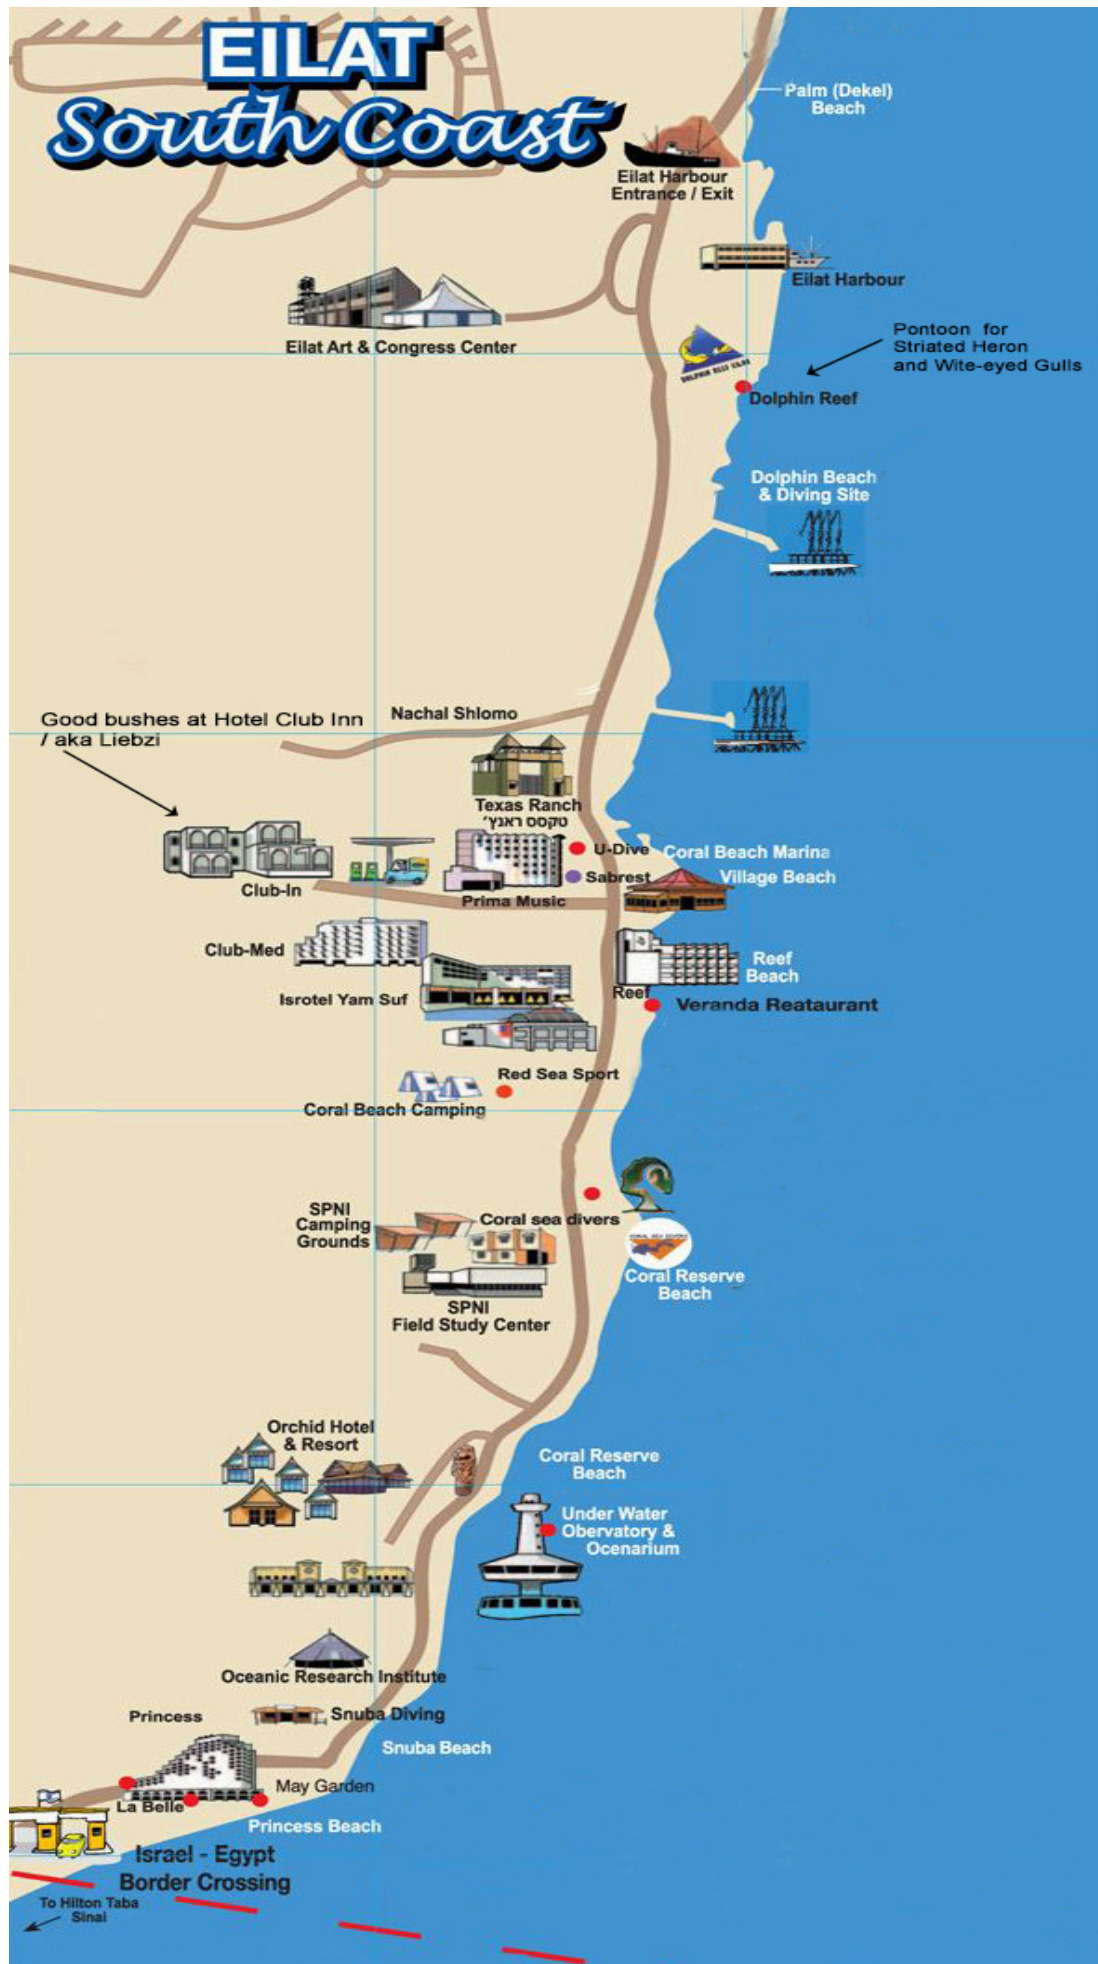 EILAT
South Coast
Palm (Dekel)
Beach
Eilat Harbour
Entrance / Exit
Eilat Harbour
Eilat Art & Congress Center
Pontoon for
Striated Heron
and Wite-eyed Gulls
DOLPHIN REEF EILAT
Dolphin Reef
Dolphin Beach
& Diving Site
Nachal Shlomo
Good bushes at Hotel Club Inn
/ aka Liebzi
Texas Ranch
טקסס ראנץ'
U-Dive
Coral Beach Marina
Sabrest
Village Beach
Club-In
Prima Music
Club-Med
Reef
Beach
Isrotel Yam Suf
Reef
Veranda Reataurant
Red Sea Sport
Coral Beach Camping
SPNI
Camping
Grounds
Coral sea divers
CORAL SEA DIVERS
Coral Reserve
Beach
SPNI
Field Study Center
Orchid Hotel
& Resort
Coral Reserve
Beach
Under Water
Obervatory &
Ocenarium
Oceanic Research Institute
Princess
Snuba Diving
Snuba Beach
May Garden
La Belle
Princess Beach
Israel - Egypt
Border Crossing
To Hilton Taba
Sinai